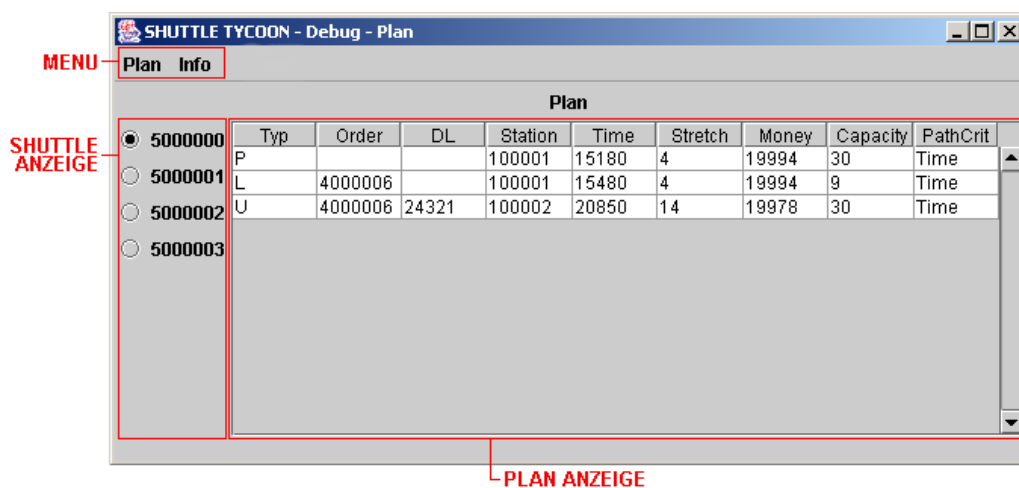 SHUTTLE TYCOON - Debug - Plan
MENU
Plan Info
Plan
SHUTTLE ANZEIGE
5000000
5000001
5000002
5000003
Typ Order DL Station Time Stretch Money Capacity PathCrit
P 100001 15180 4 19994 30 Time
L 4000006 100001 15480 4 19994 9 Time
U 4000006 24321 100002 20850 14 19978 30 Time
PLAN ANZEIGE